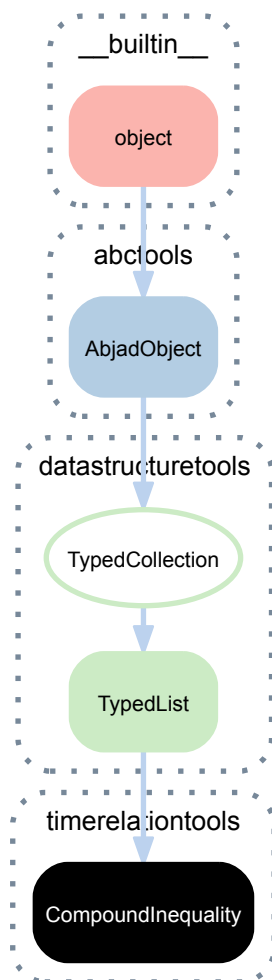 __builtin__
object
abctools
AbjadObject
datastructuretools
TypedCollection
TypedList
timerelationtools
CompoundInequality